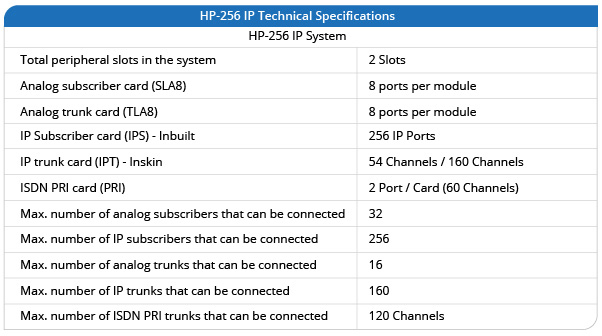 HP-256 IP Technical Specifications
HP-256 IP System
Total peripheral slots in the system 2 Slots
Analog subscriber card (SLA8) 8 ports per module
Analog trunk card (TLA8) 8 ports per module
IP Subscriber card (IPS) - Inbuilt 256 IP Ports
IP trunk card (IPT) - Inskin 54 Channels / 160 Channels
ISDN PRI card (PRI) 2 Port / Card (60 Channels)
Max. number of analog subscribers that can be connected 32
Max. number of IP subscribers that can be connected 256
Max. number of analog trunks that can be connected 16
Max. number of IP trunks that can be connected 160
Max. number of ISDN PRI trunks that can be connected 120 Channels